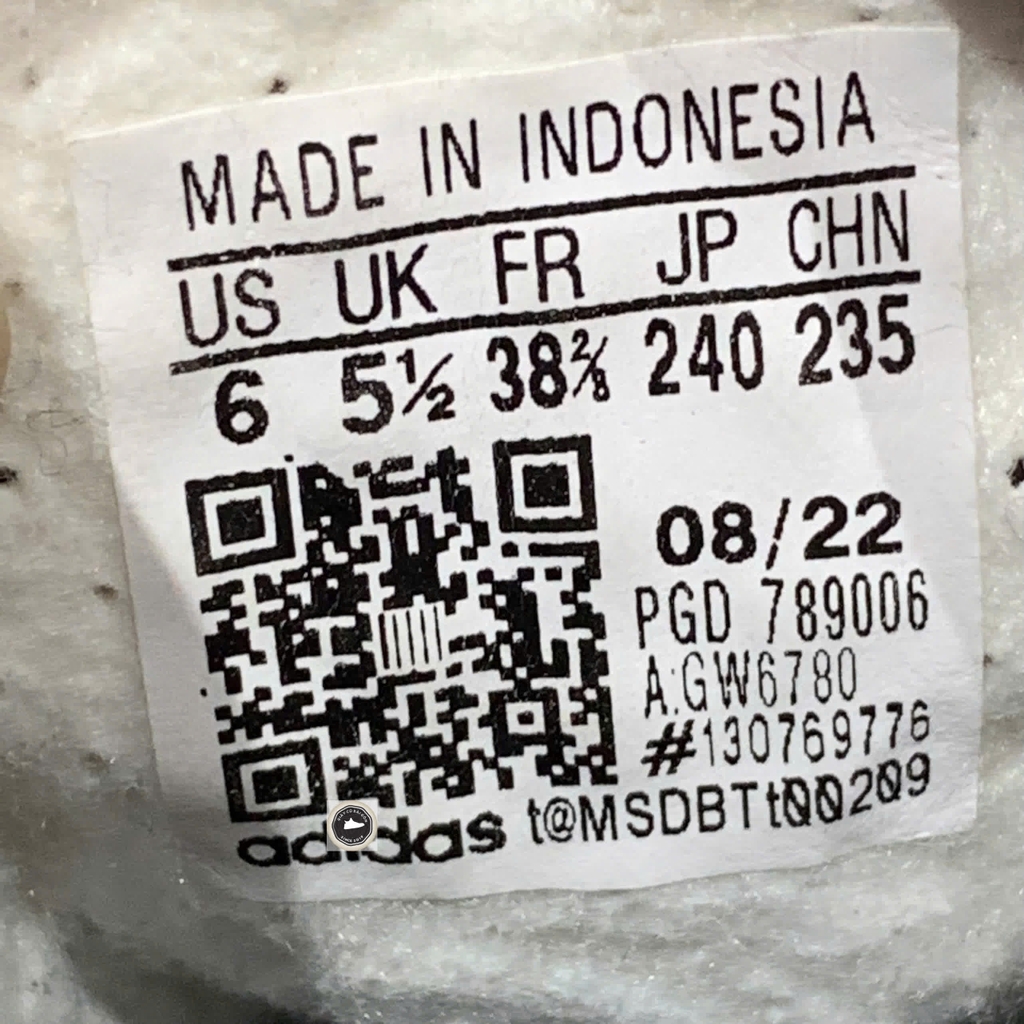 MADE IN INDONESIA
US UK FR JP CHN
6 5½ 38⅔ 240 235
08/22
PGD 789006
A:GW6780
#130769776
adidas t@MSDBTt00209